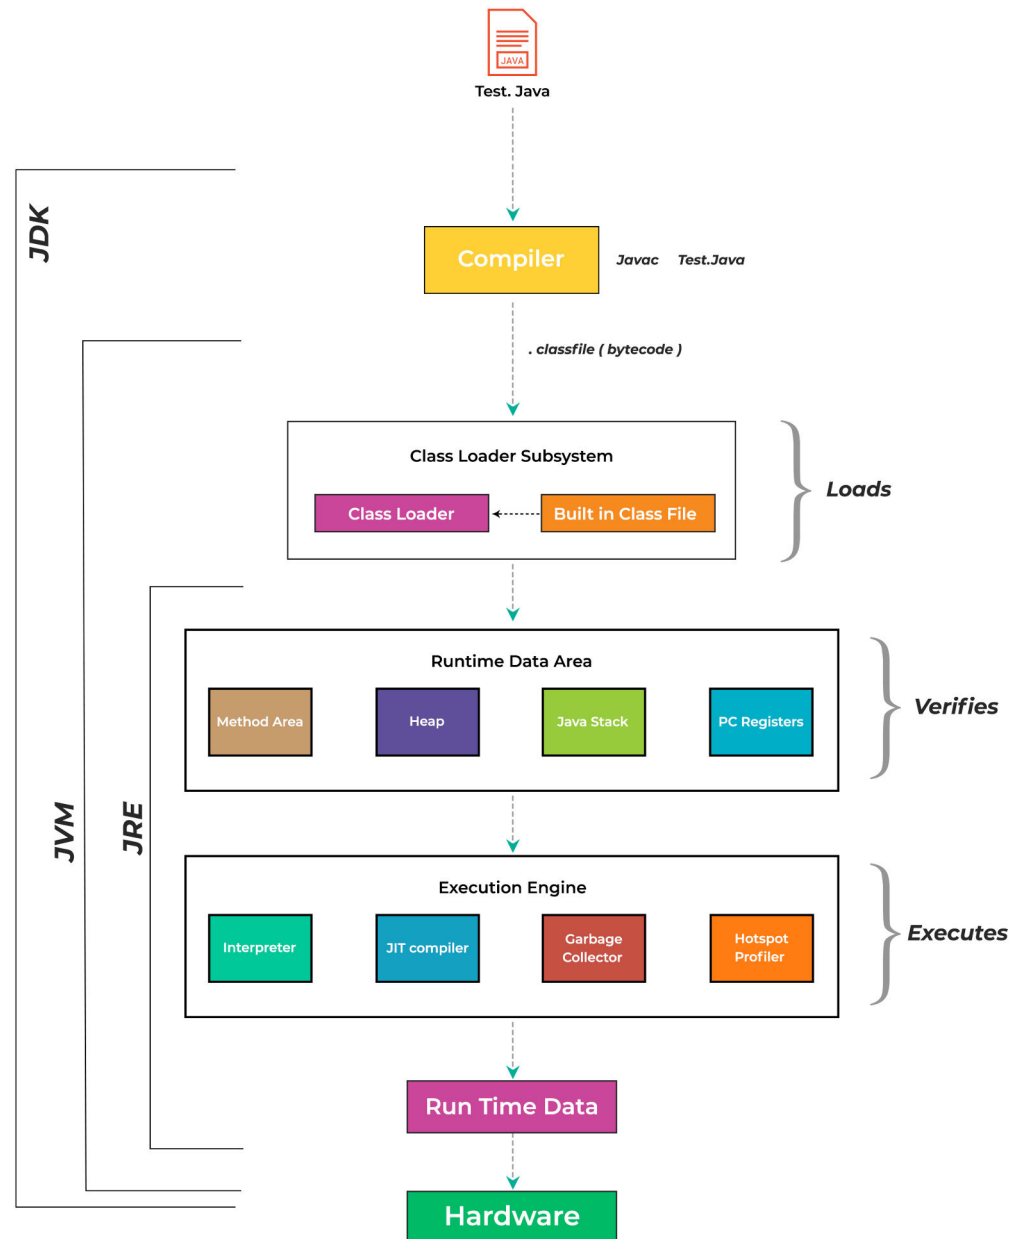 JAVA
Test. Java
JDK
Compiler
Javac Test.Java
. classfile ( bytecode )
Class Loader Subsystem
Class Loader
Built in Class File
Loads
Runtime Data Area
Method Area
Heap
Java Stack
PC Registers
Verifies
JVM
JRE
Execution Engine
Interpreter
JIT compiler
Garbage
Collector
Hotspot
Profiler
Executes
Run Time Data
Hardware